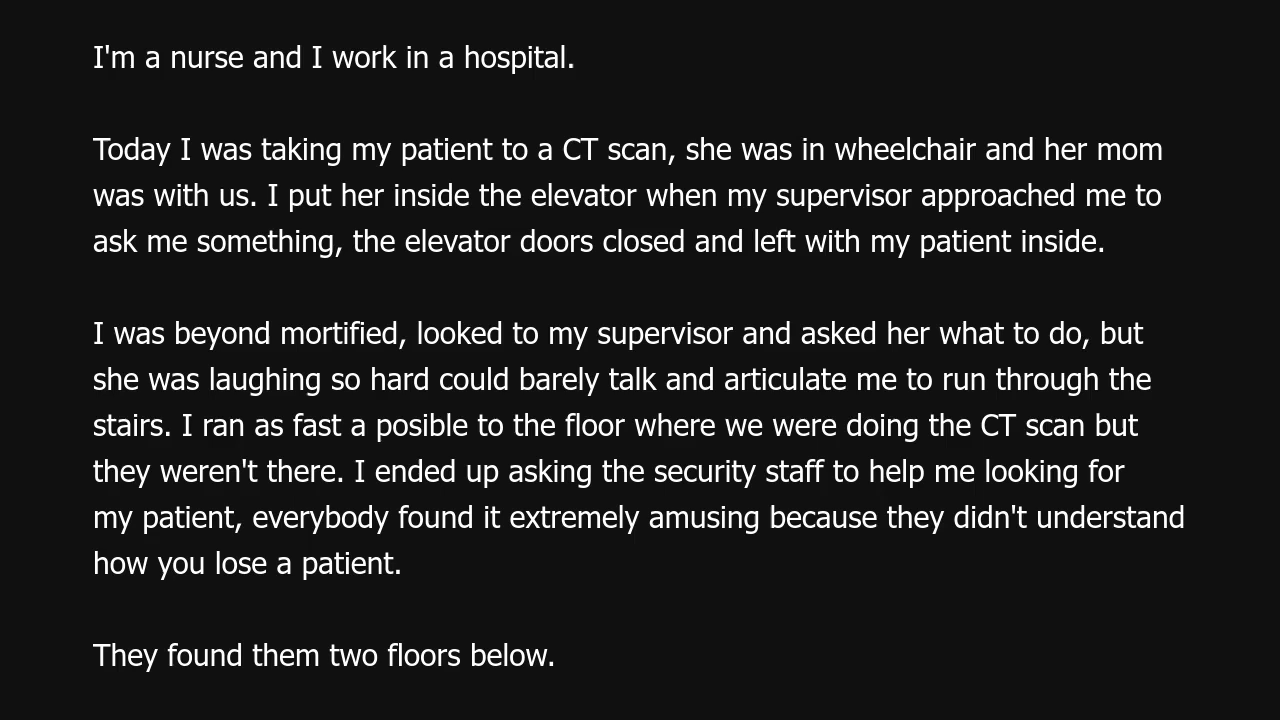 I'm a nurse and I work in a hospital.
Today I was taking my patient to a CT scan, she was in wheelchair and her mom
was with us. I put her inside the elevator when my supervisor approached me to
ask me something, the elevator doors closed and left with my patient inside.
I was beyond mortified, looked to my supervisor and asked her what to do, but
she was laughing so hard could barely talk and articulate me to run through the
stairs. I ran as fast a posible to the floor where we were doing the CT scan but
they weren't there. I ended up asking the security staff to help me looking for
my patient, everybody found it extremely amusing because they didn't understand
how you lose a patient.
They found them two floors below.